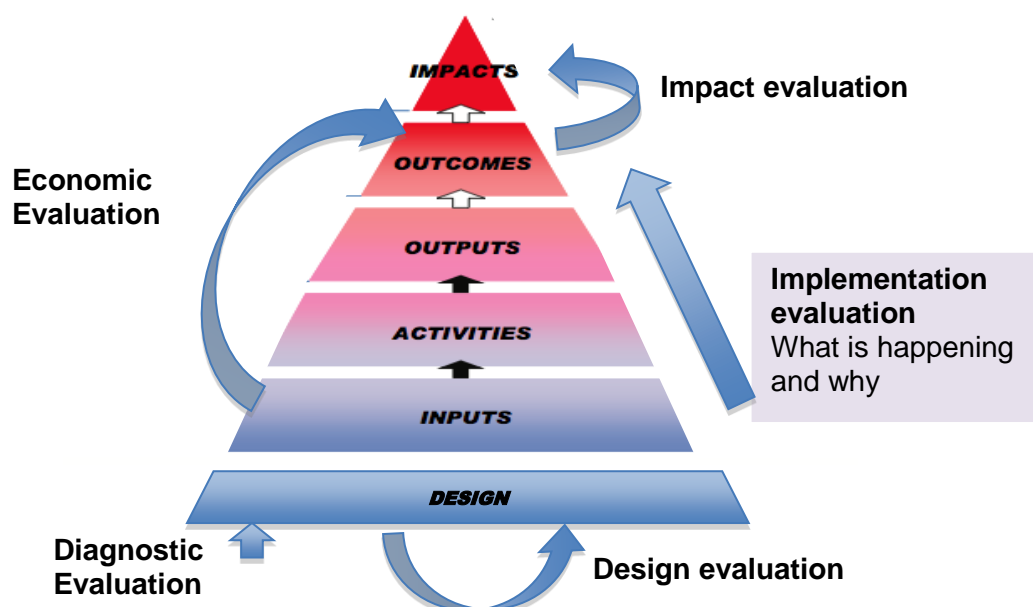 IMPACTS
Impact evaluation
OUTCOMES
Economic
Evaluation
OUTPUTS
Implementation
evaluation
What is happening
and why
ACTIVITIES
INPUTS
DESIGN
Diagnostic
Evaluation
Design evaluation